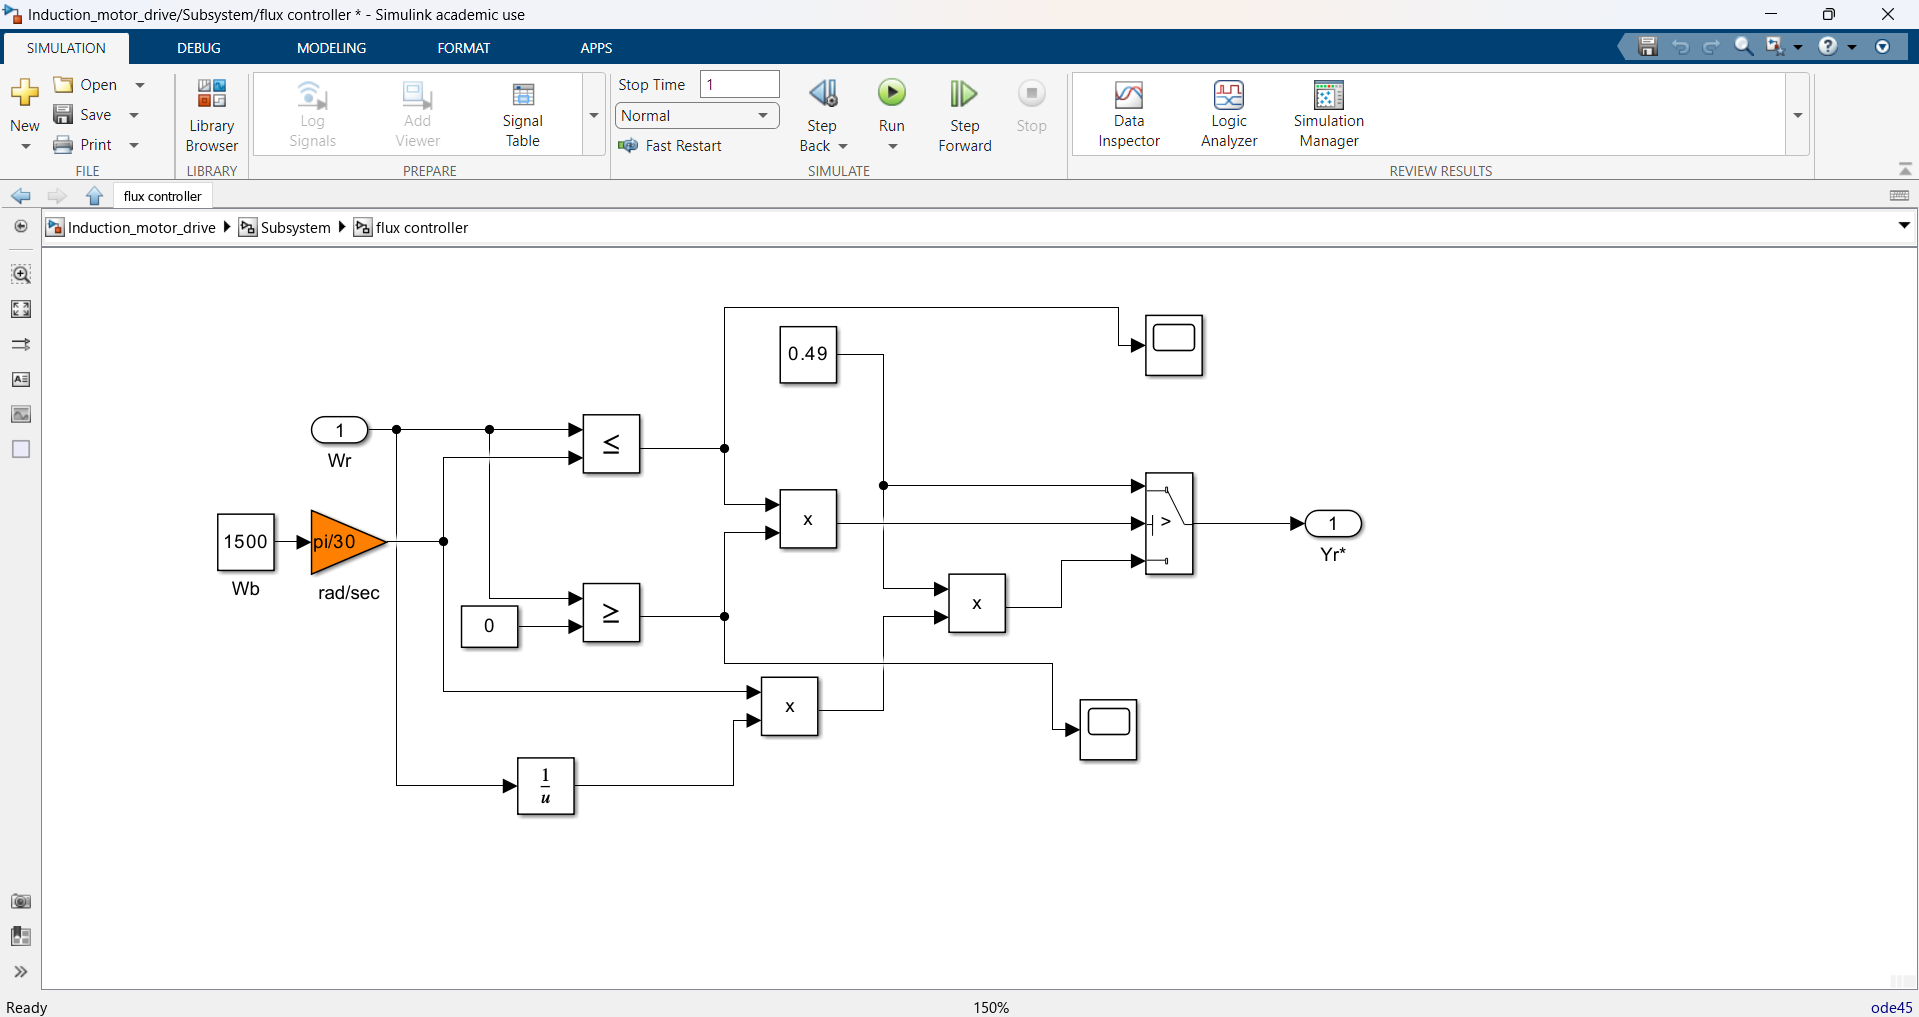 Induction_motor_drive/Subsystem/flux controller * - Simulink academic use
SIMULATION DEBUG MODELING FORMAT APPS
New
Open
Save
Print
FILE
Library
Browser
LIBRARY
Log
Signals
Add
Viewer
Signal
Table
PREPARE
Stop Time 1
Normal
Fast Restart
Step
Back
Run
Step
Forward
Stop
SIMULATE
Data
Inspector
Logic
Analyzer
Simulation
Manager
REVIEW RESULTS
flux controller
Induction_motor_drive Subsystem flux controller
0.49
1
Wr
≤
1500
Wb
pi/30
rad/sec
x
>
1
Yr*
0
≥
x
x
1
u
Ready 150% ode45